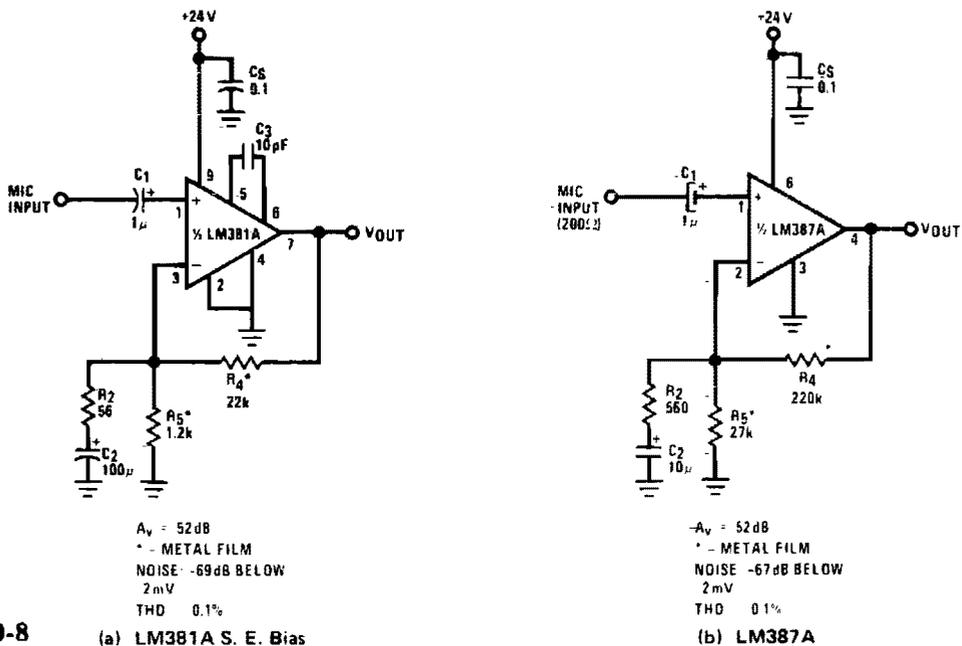 +24V
CS
0.1
C3
10pF
C1
1µ
MIC
INPUT
9
5
6
1
+
½ LM381A
7
VOUT
−
3
2
4
R4*
22k
R2
56
C2
100µ
+
R5*
1.2k
AV = 52dB
* – METAL FILM
NOISE -69dB BELOW
2mV
THD 0.1%
-8
(a) LM381A S. E. Bias
+24V
CS
0.1
C1
1µ
MIC
INPUT
(200Ω)
6
1
+
½ LM387A
4
VOUT
−
2
3
R4
*
220k
R2
560
C2
10µ
+
R5*
27k
AV = 52dB
* – METAL FILM
NOISE -67dB BELOW
2mV
THD 0.1%
(b) LM387A